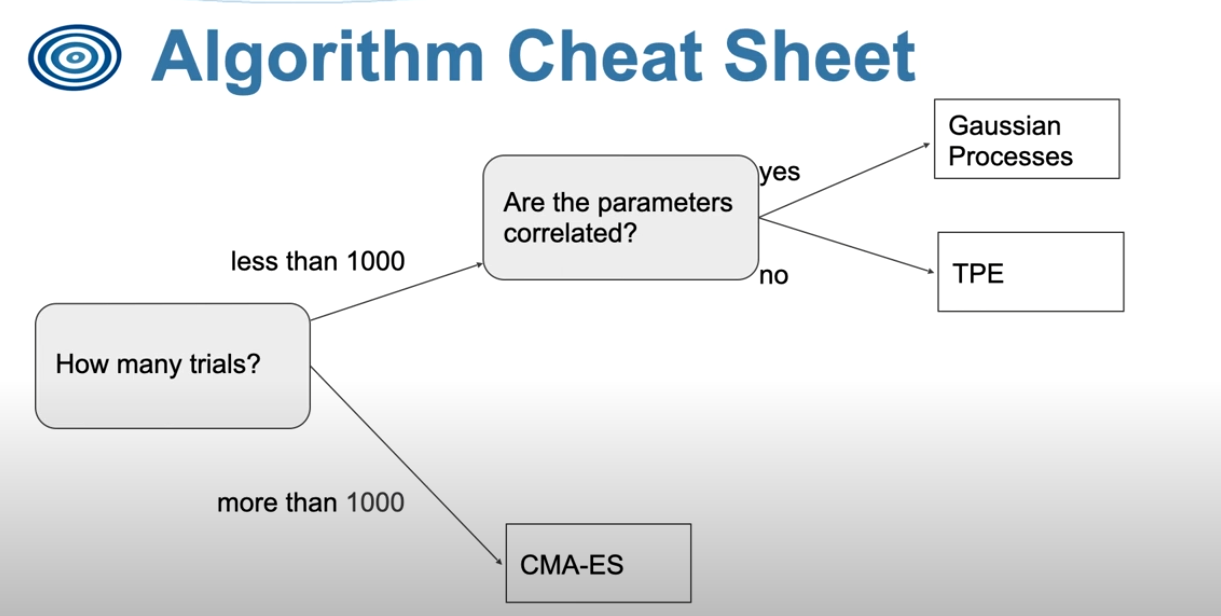 Algorithm Cheat Sheet
Gaussian
Processes
yes
Are the parameters
correlated?
less than 1000
no
TPE
How many trials?
more than 1000
CMA-ES